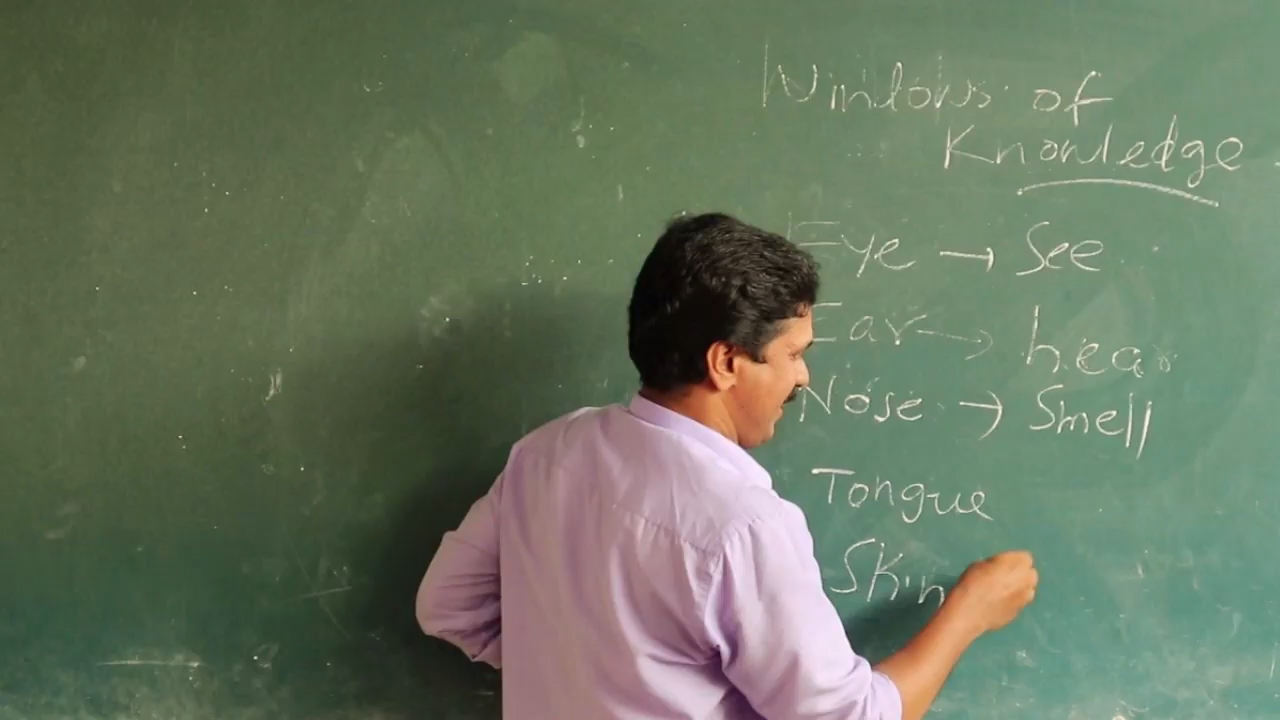 Windows of
Knowledge
Eye → See
Ear → hear
Nose → Smell
Tongue
Skin